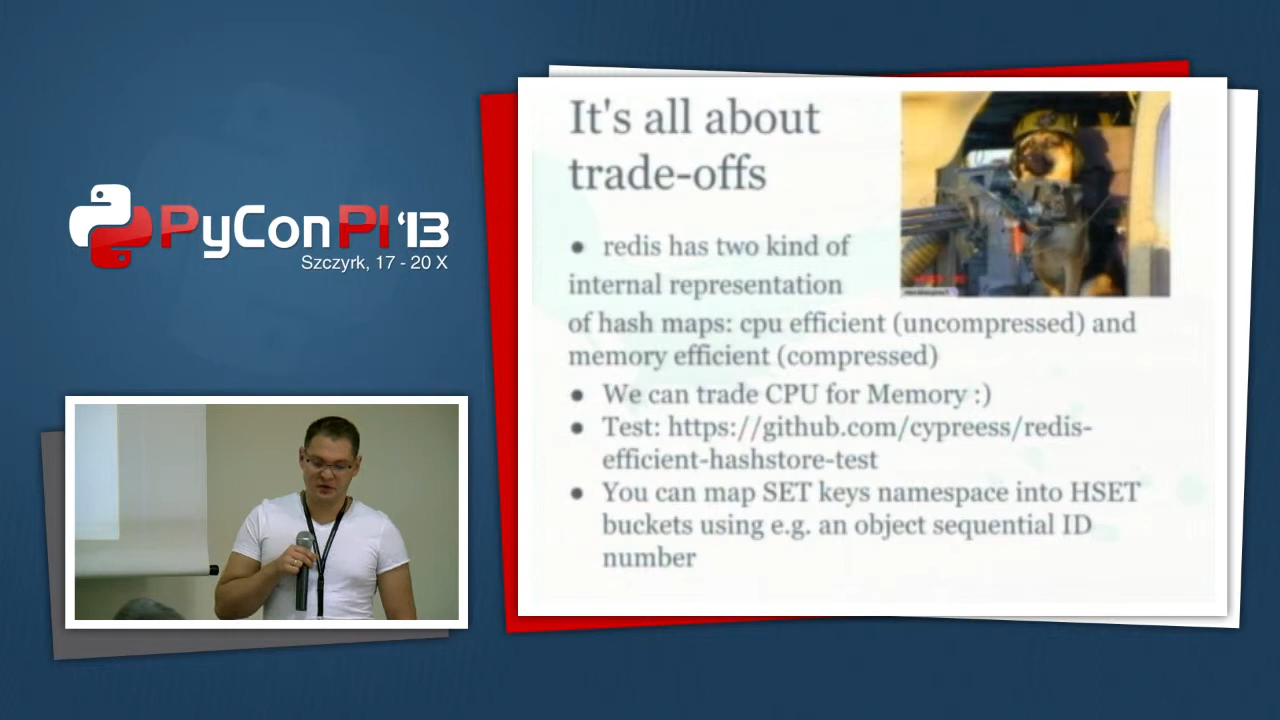 PyConPl '13
Szczyrk, 17 - 20 X
It's all about
trade-offs
● redis has two kind of
internal representation
of hash maps: cpu efficient (uncompressed) and
memory efficient (compressed)
● We can trade CPU for Memory :)
● Test: https://github.com/cypreess/redis-
efficient-hashstore-test
● You can map SET keys namespace into HSET
buckets using e.g. an object sequential ID
number